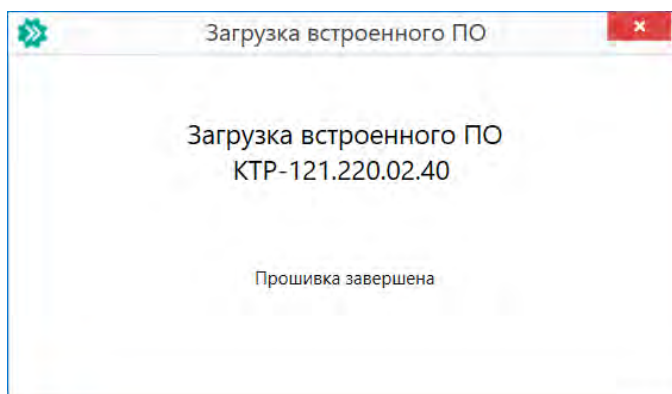 Загрузка встроенного ПО
Загрузка встроенного ПО
КТР-121.220.02.40
Прошивка завершена